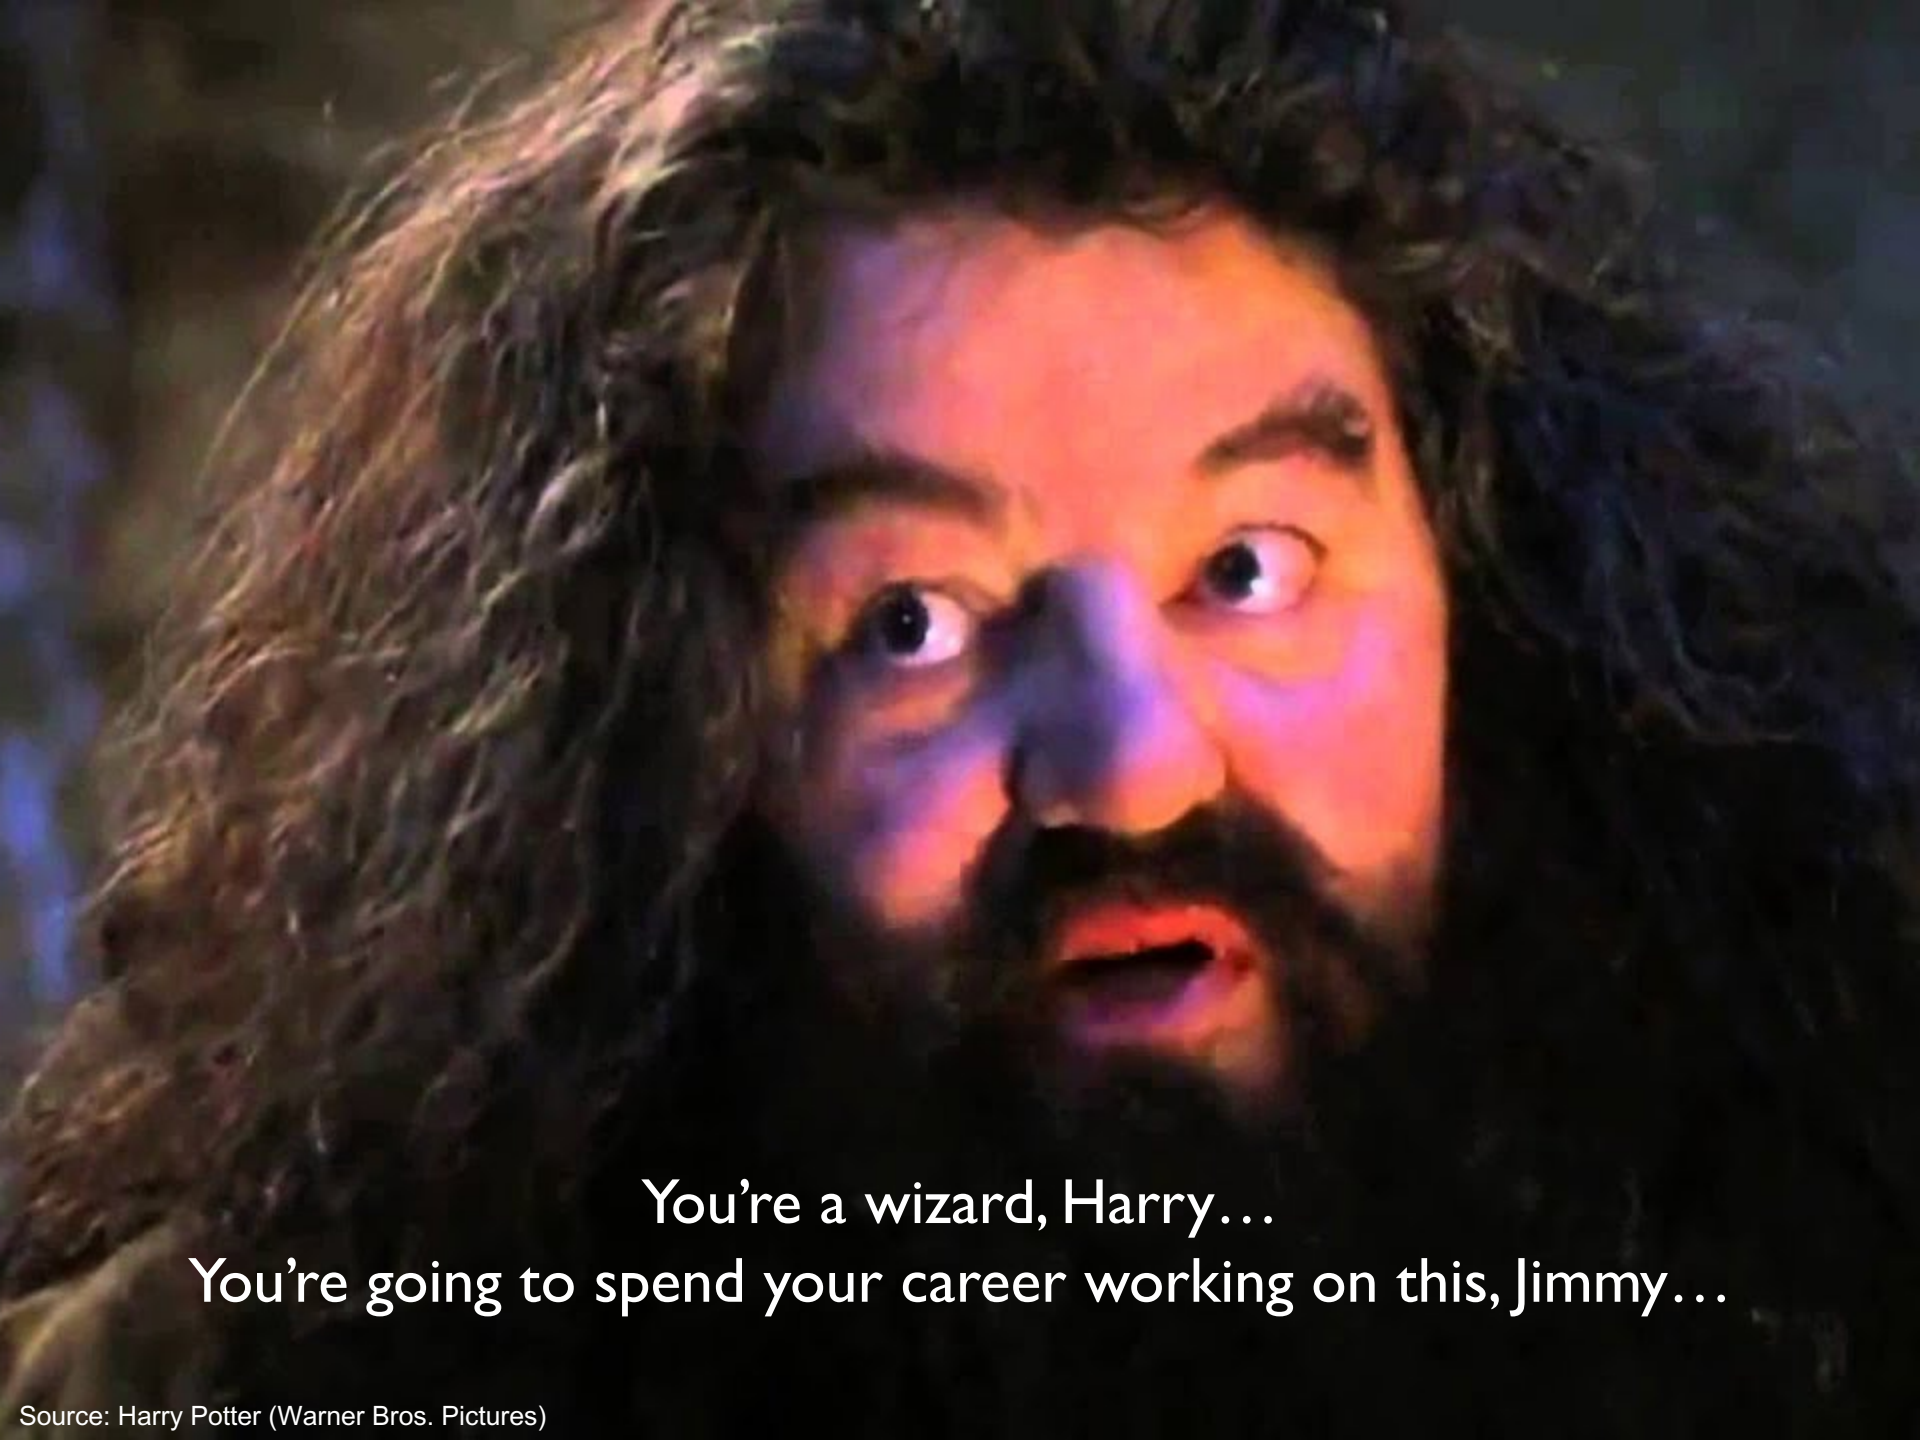 You’re a wizard, Harry…
You’re going to spend your career working on this, Jimmy…
Source: Harry Potter (Warner Bros. Pictures)